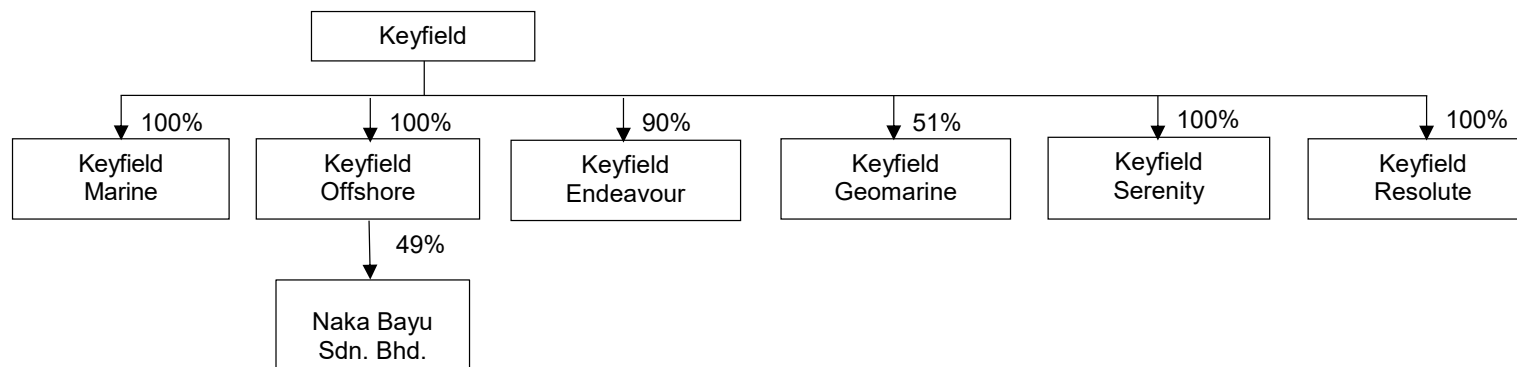 Keyfield
100%
100%
90%
51%
100%
100%
Keyfield
Marine
Keyfield
Offshore
Keyfield
Endeavour
Keyfield
Geomarine
Keyfield
Serenity
Keyfield
Resolute
49%
Naka Bayu
Sdn. Bhd.